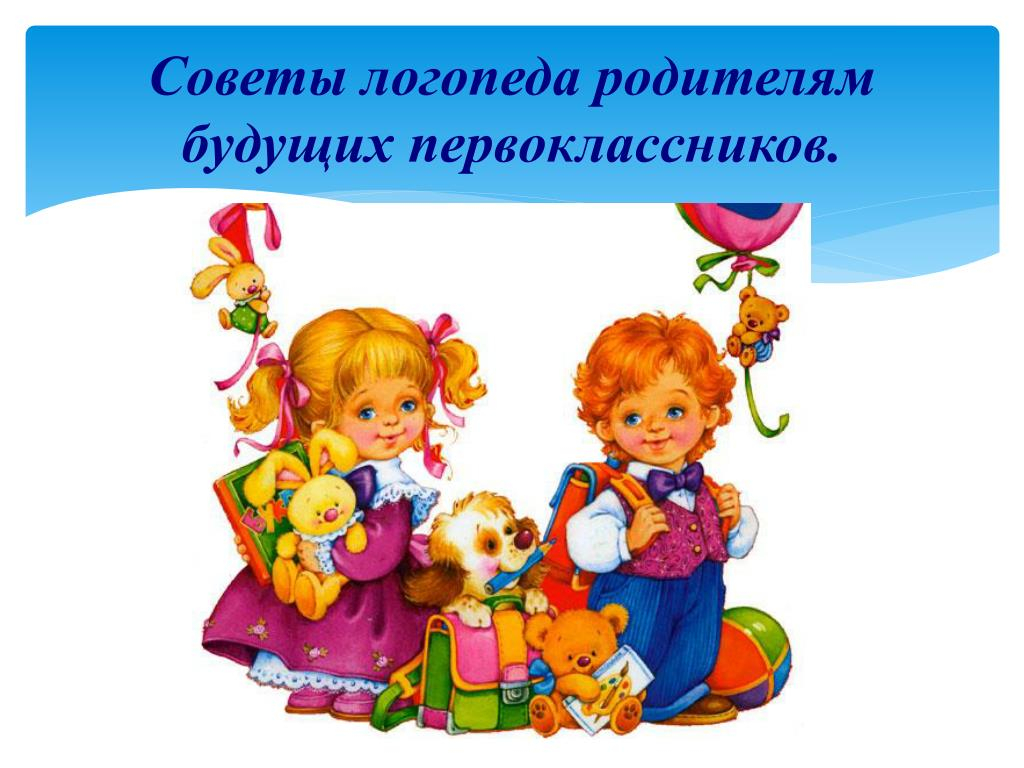 Советы логопеда родителям
будущих первоклассников.